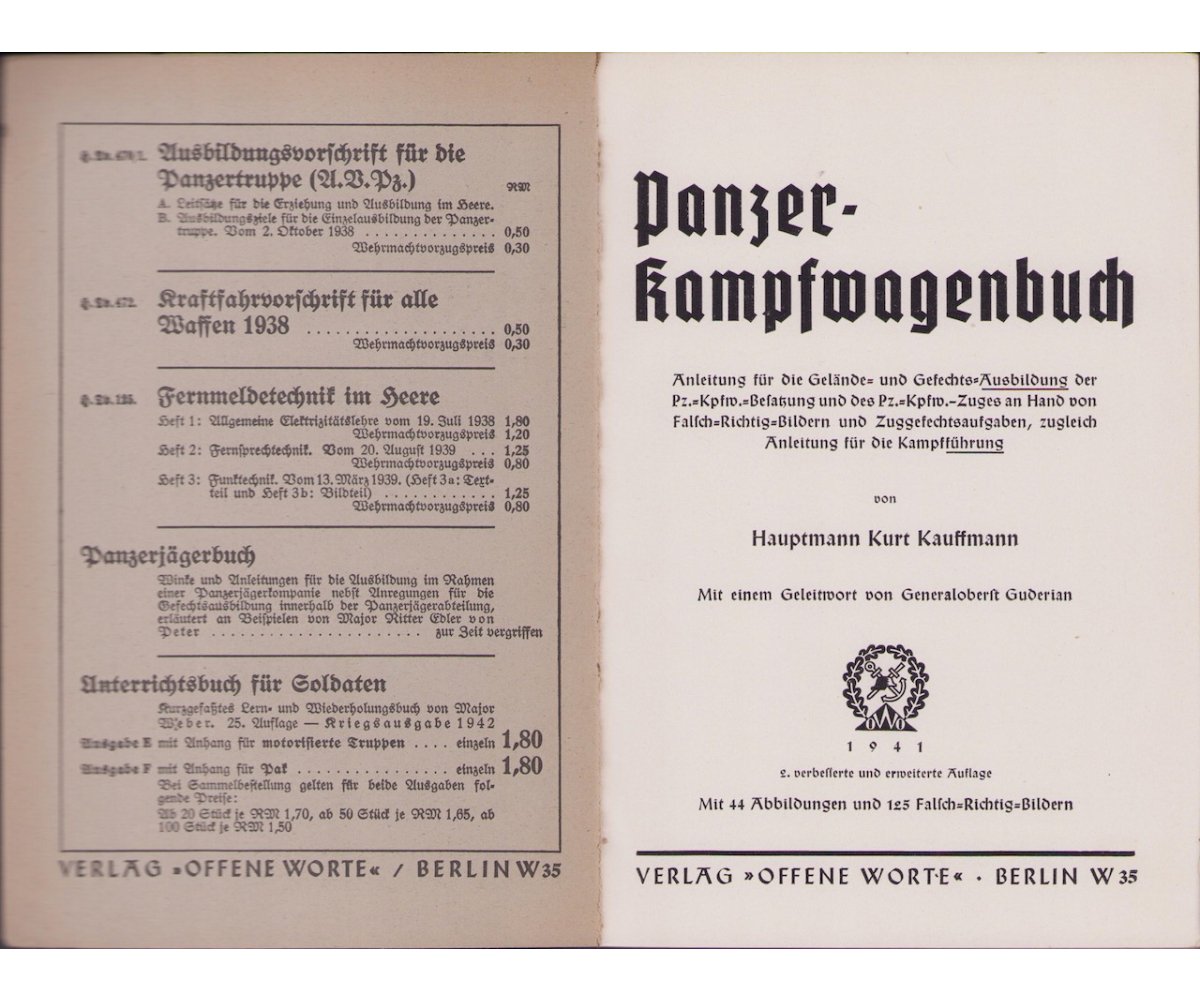 H.Dv. 470/1. Ausbildungsvorschrift für die
Panzertruppe (A.V.Pz.) RM
A. Leitsätze für die Erziehung und Ausbildung im Heere.
B. Ausbildungsziele für die Einzelausbildung der Panzer-
truppe. Vom 2. Oktober 1938 . . . . . . . . . . . . . . 0,50
Wehrmachtvorzugspreis 0,30
H.Dv. 472. Kraftfahrvorschrift für alle
Waffen 1938 . . . . . . . . . . . . . . . . . . . . 0,50
Wehrmachtvorzugspreis 0,30
H.Dv. 125. Fernmeldetechnik im Heere
Heft 1: Allgemeine Elektrizitätslehre vom 19. Juli 1938 1,80
Wehrmachtvorzugspreis 1,20
Heft 2: Fernsprechtechnik. Vom 20. August 1939 . . . 1,25
Wehrmachtvorzugspreis 0,80
Heft 3: Funktechnik. Vom 13. März 1939. (Heft 3a: Text-
teil und Heft 3b: Bildteil) . . . . . . . . . . . . 1,25
Wehrmachtvorzugspreis 0,80
Panzerjägerbuch
Winke und Anleitungen für die Ausbildung im Rahmen
einer Panzerjägerkompanie nebst Anregungen für die
Gefechtsausbildung innerhalb der Panzerjägerabteilung,
erläutert an Beispielen von Major Ritter Edler von
Peter . . . . . . . . . . . . . . . . . . . . . . . zur Zeit vergriffen
Unterrichtsbuch für Soldaten
Kurzgefaßtes Lern- und Wiederholungsbuch von Major
Weber. 25. Auflage — Kriegsausgabe 1942
Ausgabe E mit Anhang für motorisierte Truppen . . . . einzeln 1,80
Ausgabe F mit Anhang für Pak . . . . . . . . . . . . . . . einzeln 1,80
Bei Sammelbestellung gelten für beide Ausgaben fol-
gende Preise:
Ab 20 Stück je RM 1,70, ab 50 Stück je RM 1,65, ab
100 Stück je RM 1,50
VERLAG »OFFENE WORTE« / BERLIN W 35
Panzer-
Kampfwagenbuch
Anleitung für die Gelände- und Gefechts-Ausbildung der
Pz.-Kpfw.-Besatzung und des Pz.-Kpfw.-Zuges an Hand von
Falsch-Richtig-Bildern und Zuggefechtsaufgaben, zugleich
Anleitung für die Kampfführung
von
Hauptmann Kurt Kauffmann
Mit einem Geleitwort von Generaloberst Guderian
OWO
1941
2. verbesserte und erweiterte Auflage
Mit 44 Abbildungen und 125 Falsch-Richtig-Bildern
VERLAG »OFFENE WORTE« · BERLIN W 35